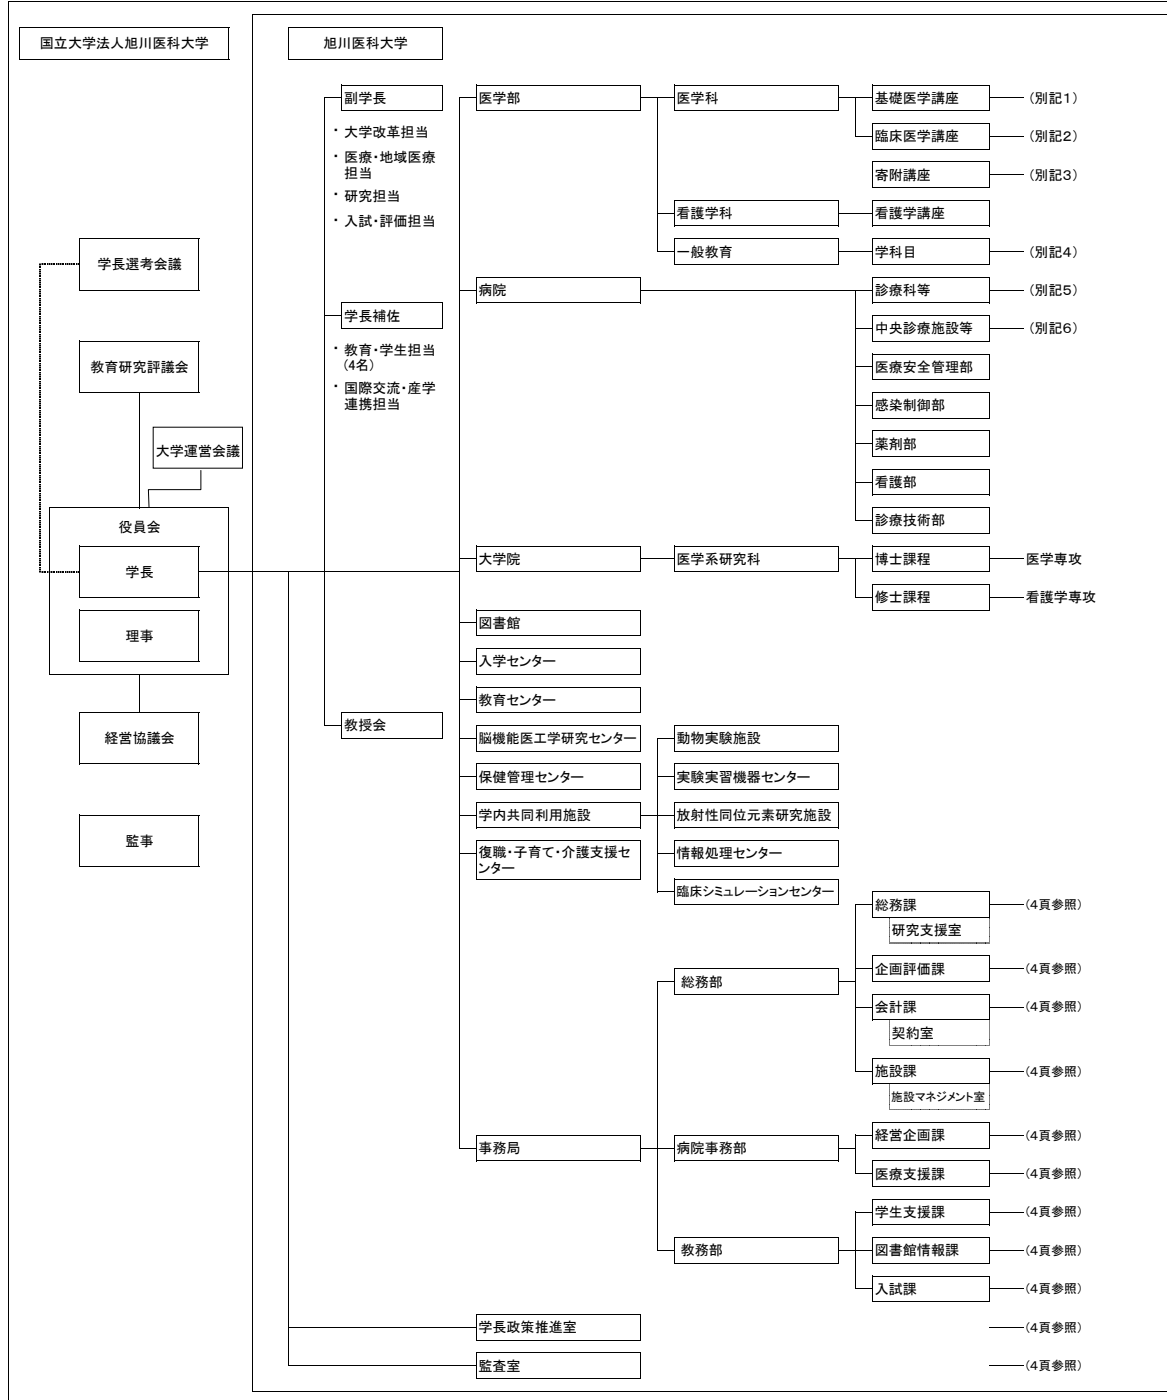 国立大学法人旭川医科大学
旭川医科大学
副学長
・大学改革担当
・医療・地域医療
担当
・研究担当
・入試・評価担当
学長選考会議
学長補佐
・教育・学生担当
(4名)
・国際交流・産学
連携担当
教育研究評議会
大学運営会議
役員会
学長
理事
教授会
経営協議会
監事
医学部
医学科
基礎医学講座
(別記1)
臨床医学講座
(別記2)
寄附講座
(別記3)
看護学科
看護学講座
一般教育
学科目
(別記4)
病院
診療科等
(別記5)
中央診療施設等
(別記6)
医療安全管理部
感染制御部
薬剤部
看護部
診療技術部
大学院
医学系研究科
博士課程
医学専攻
修士課程
看護学専攻
図書館
入学センター
教育センター
脳機能医工学研究センター
保健管理センター
学内共同利用施設
復職・子育て・介護支援セ
ンター
動物実験施設
実験実習機器センター
放射性同位元素研究施設
情報処理センター
臨床シミュレーションセンター
事務局
総務部
総務課
(4頁参照)
研究支援室
企画評価課
(4頁参照)
会計課
(4頁参照)
契約室
施設課
(4頁参照)
施設マネジメント室
病院事務部
経営企画課
(4頁参照)
医療支援課
(4頁参照)
教務部
学生支援課
(4頁参照)
図書館情報課
(4頁参照)
入試課
(4頁参照)
学長政策推進室
(4頁参照)
監査室
(4頁参照)